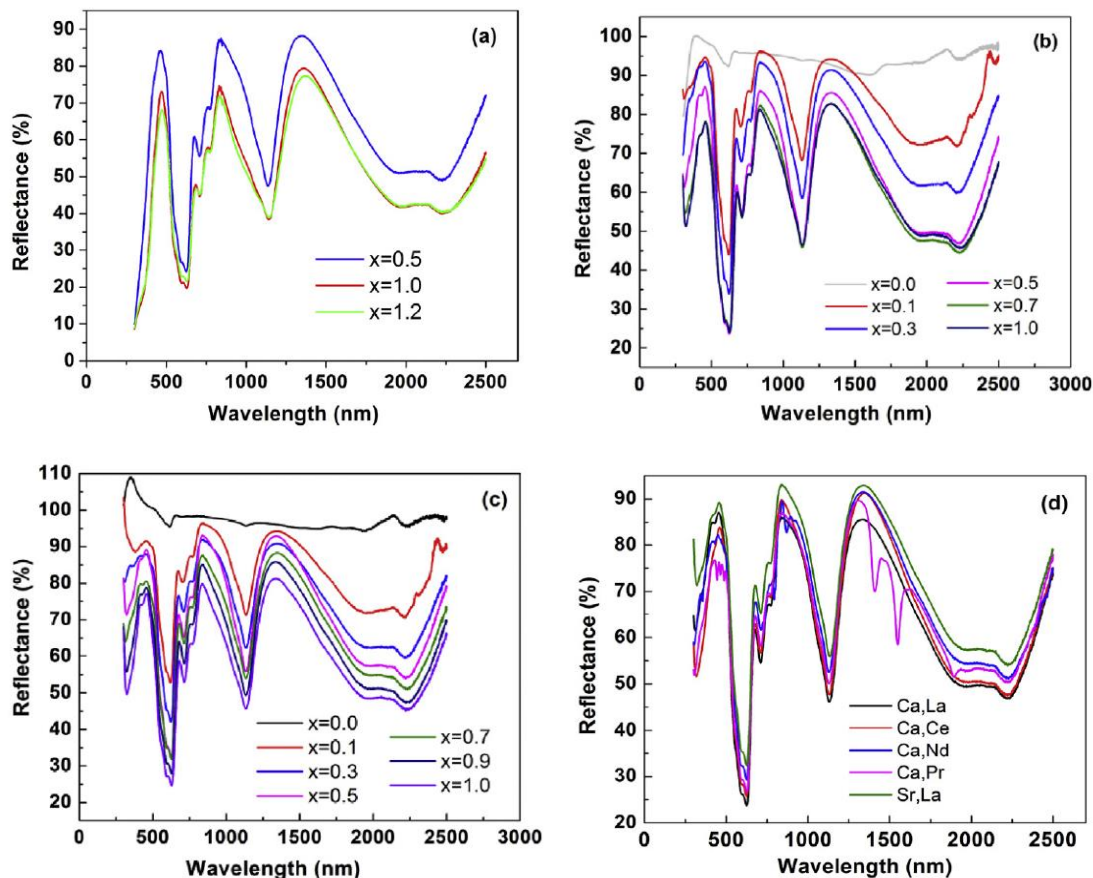 (a)
90
80
70
60
50
40
30
20
10
0
Reflectance (%)
x=0.5
x=1.0
x=1.2
0 500 1000 1500 2000 2500
Wavelength (nm)
(b)
100
90
80
70
60
50
40
30
20
Reflectance (%)
x=0.0 x=0.5
x=0.1 x=0.7
x=0.3 x=1.0
0 500 1000 1500 2000 2500 3000
Wavelength (nm)
(c)
110
100
90
80
70
60
50
40
30
20
Reflectance (%)
x=0.0 x=0.7
x=0.1 x=0.9
x=0.3 x=1.0
x=0.5
0 500 1000 1500 2000 2500 3000
Wavelength (nm)
(d)
90
80
70
60
50
40
30
20
Reflectance (%)
Ca,La
Ca,Ce
Ca,Nd
Ca,Pr
Sr,La
0 500 1000 1500 2000 2500
Wavelength (nm)